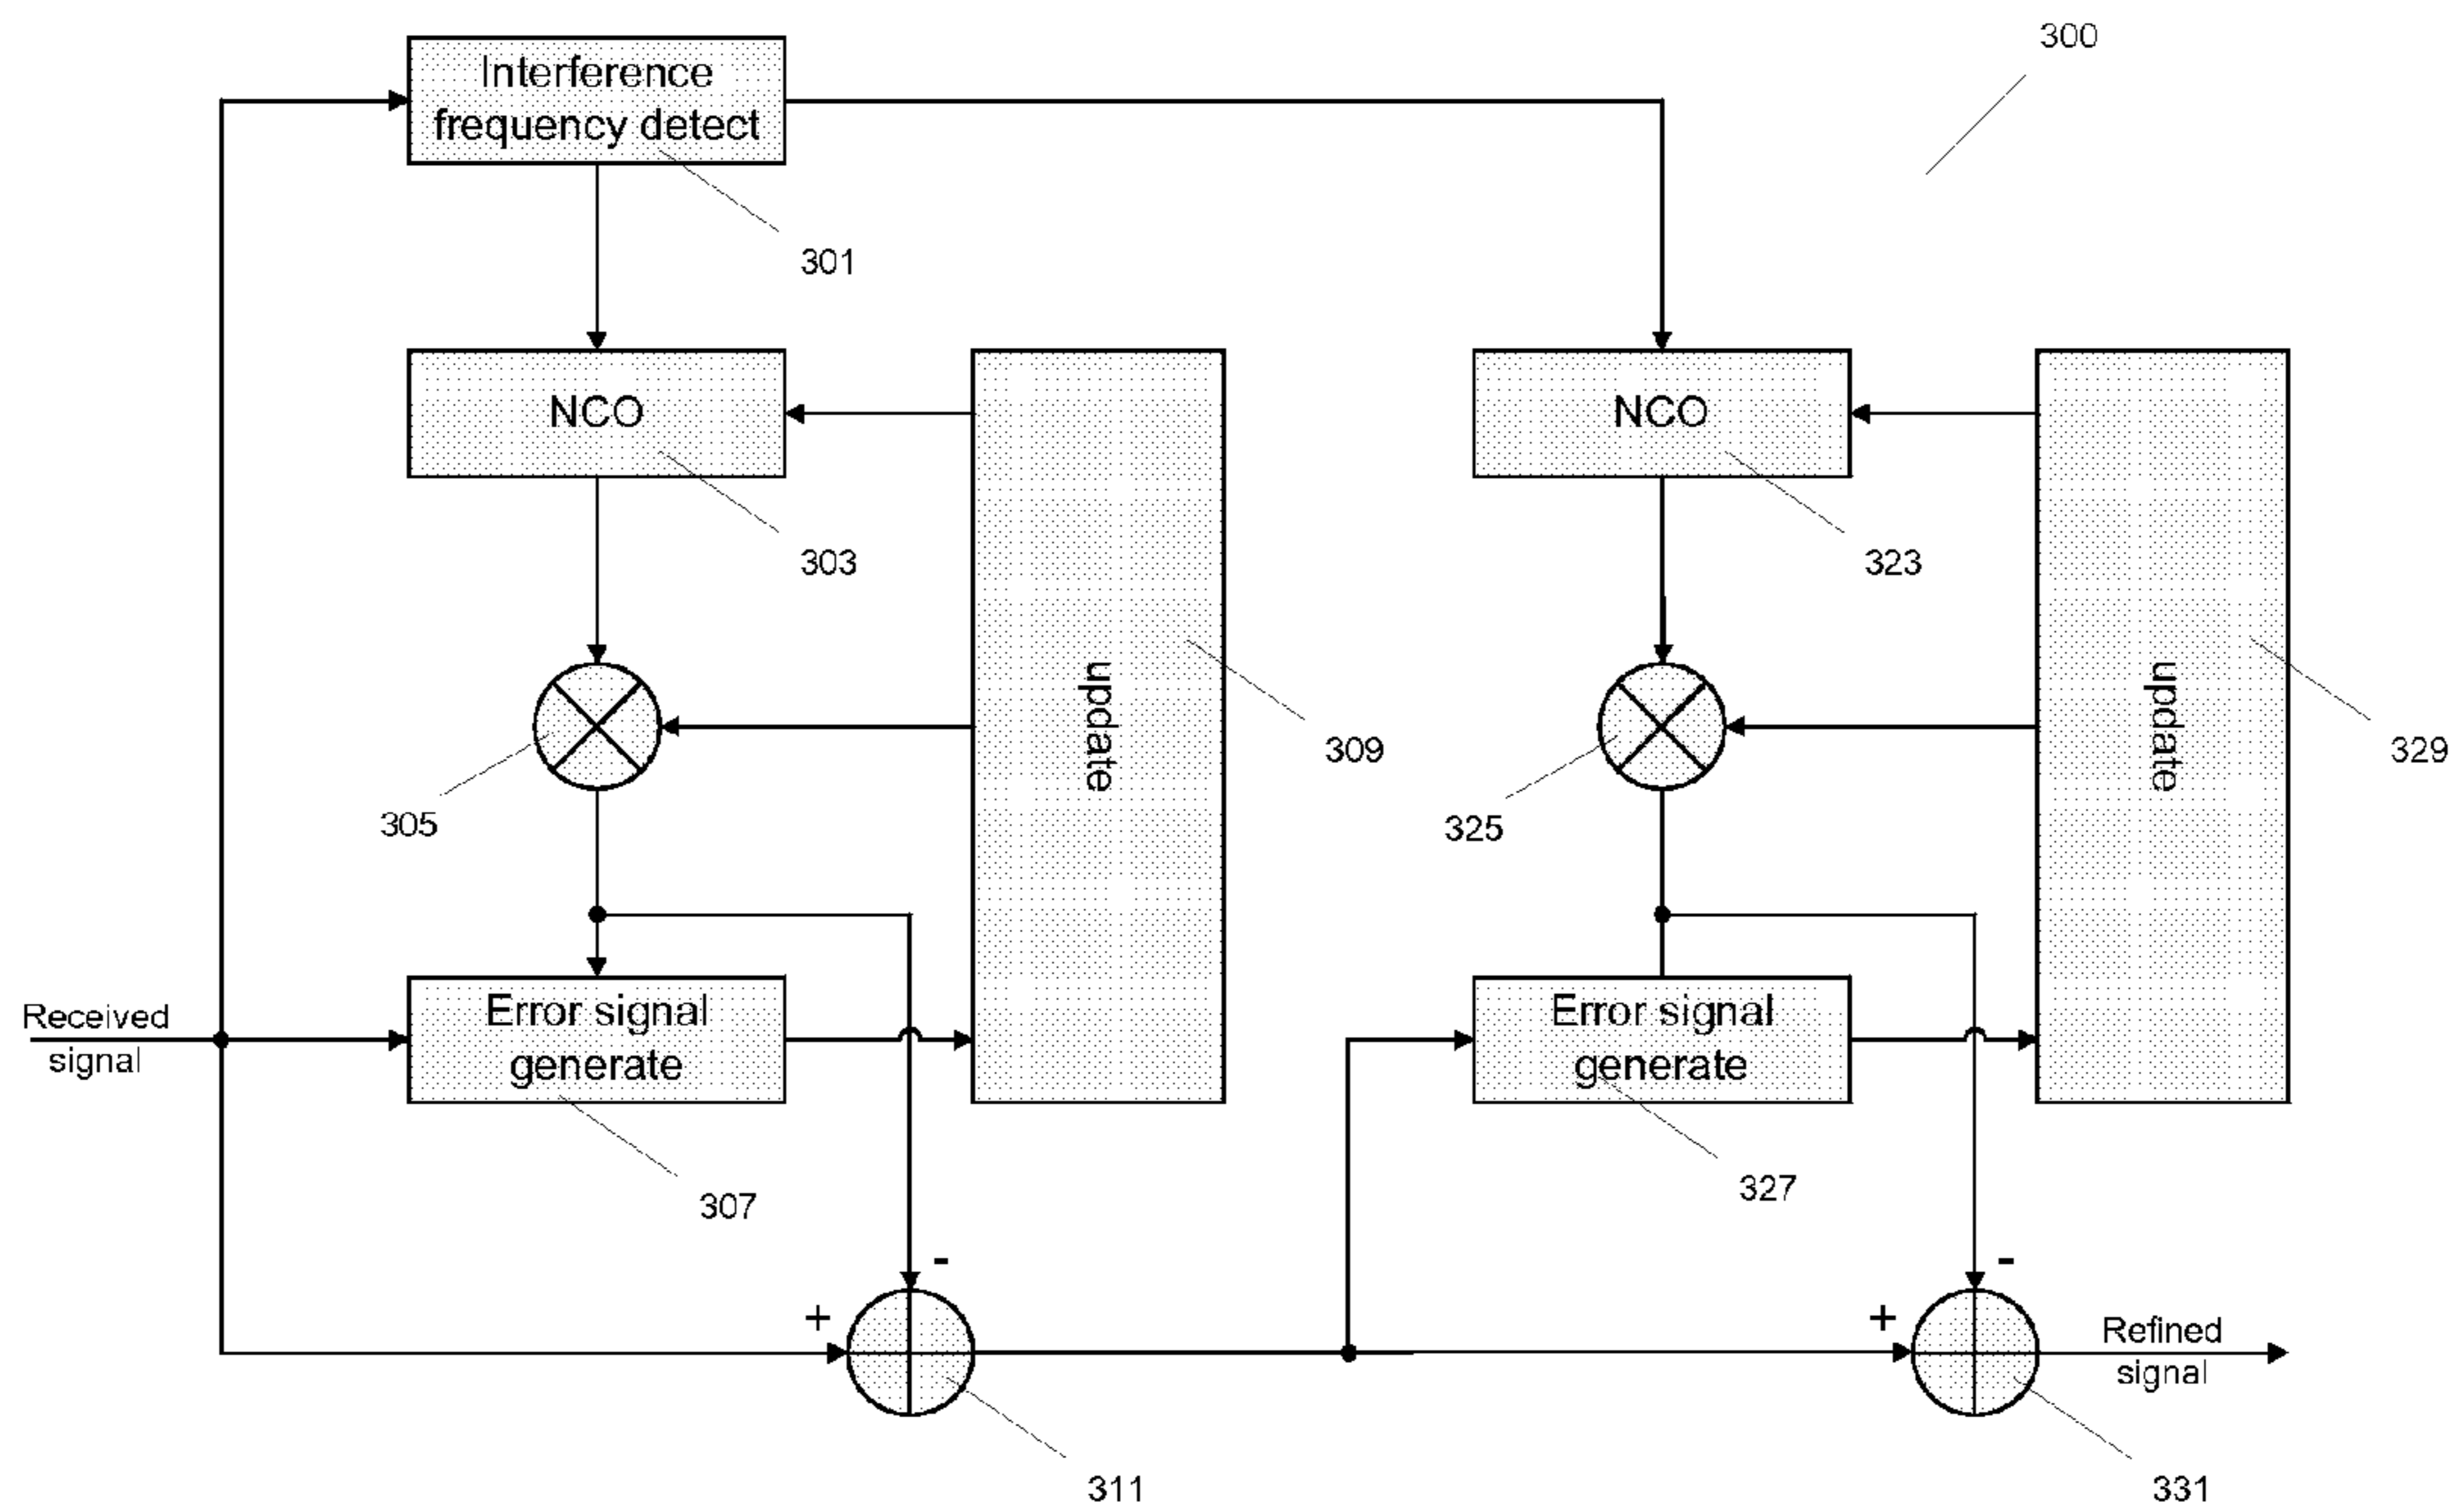 300
Interference
frequency detect
301
NCO
303
NCO
323
update
309
update
329
305
325
Received
signal
Error signal
generate
307
Error signal
generate
327
-
+
311
-
+
Refined
signal
331